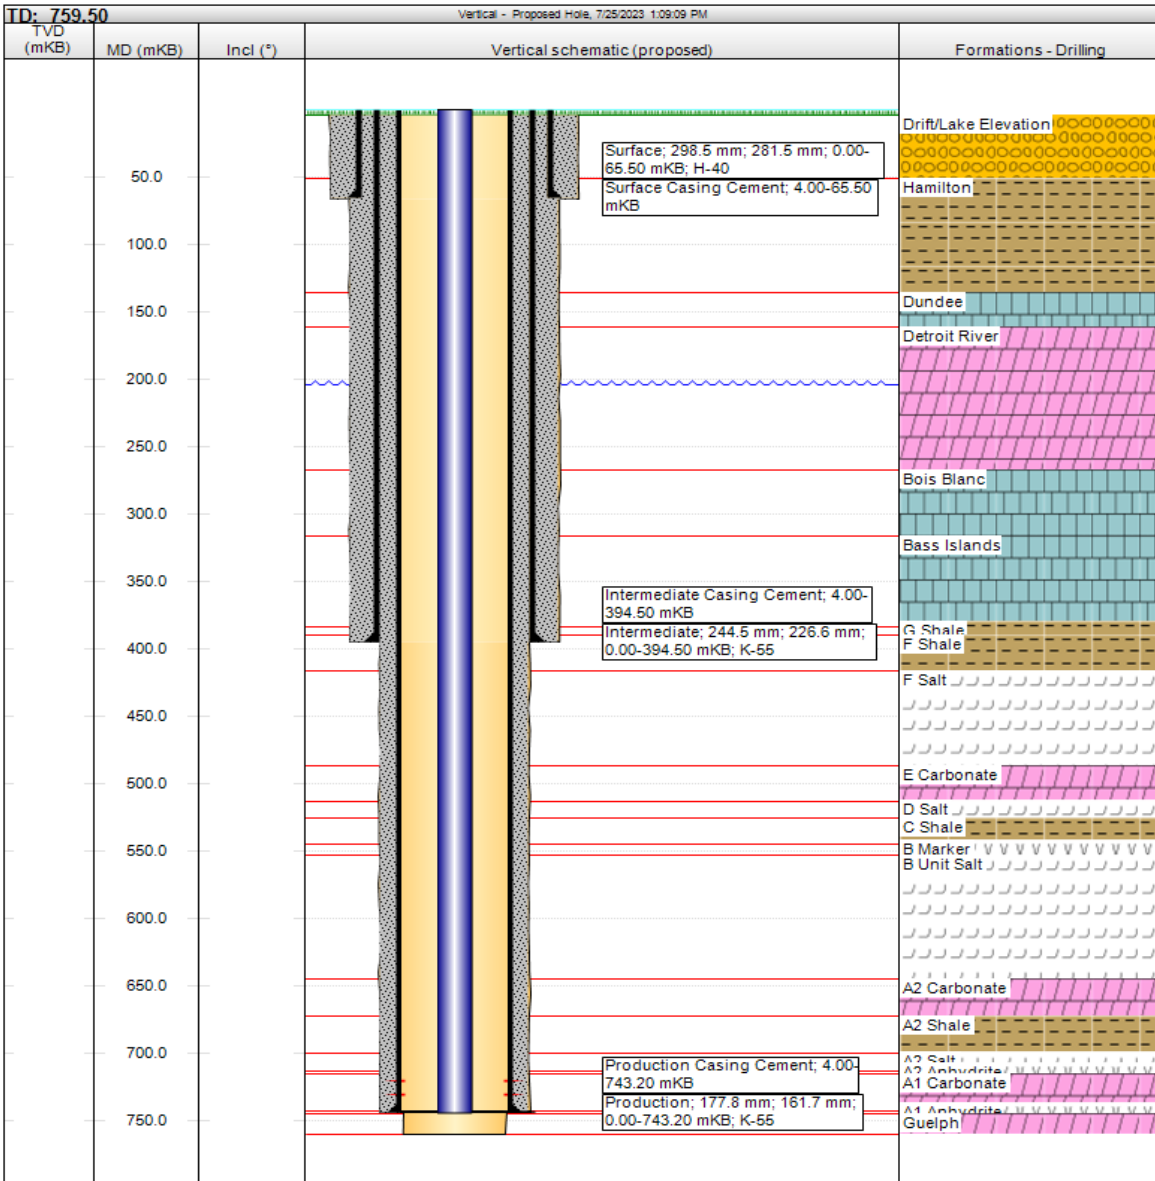 TD: 759.50
Vertical - Proposed Hole, 7/25/2023 1:09:09 PM
TVD
(mKB)
MD (mKB)
Incl (°)
Vertical schematic (proposed)
Formations - Drilling
Drift/Lake Elevation
Surface; 298.5 mm; 281.5 mm; 0.00-
65.50 mKB; H-40
50.0
Surface Casing Cement; 4.00-65.50
mKB
Hamilton
100.0
150.0
Dundee
Detroit River
200.0
250.0
Bois Blanc
300.0
Bass Islands
350.0
Intermediate Casing Cement; 4.00-
394.50 mKB
Intermediate; 244.5 mm; 226.6 mm;
0.00-394.50 mKB; K-55
G Shale
F Shale
400.0
F Salt
450.0
E Carbonate
500.0
D Salt
C Shale
550.0
B Marker
B Unit Salt
600.0
650.0
A2 Carbonate
A2 Shale
700.0
A2 Salt
A2 Anhydrite
Production Casing Cement; 4.00-
743.20 mKB
A1 Carbonate
Production; 177.8 mm; 161.7 mm;
0.00-743.20 mKB; K-55
A1 Anhydrite
750.0
Guelph